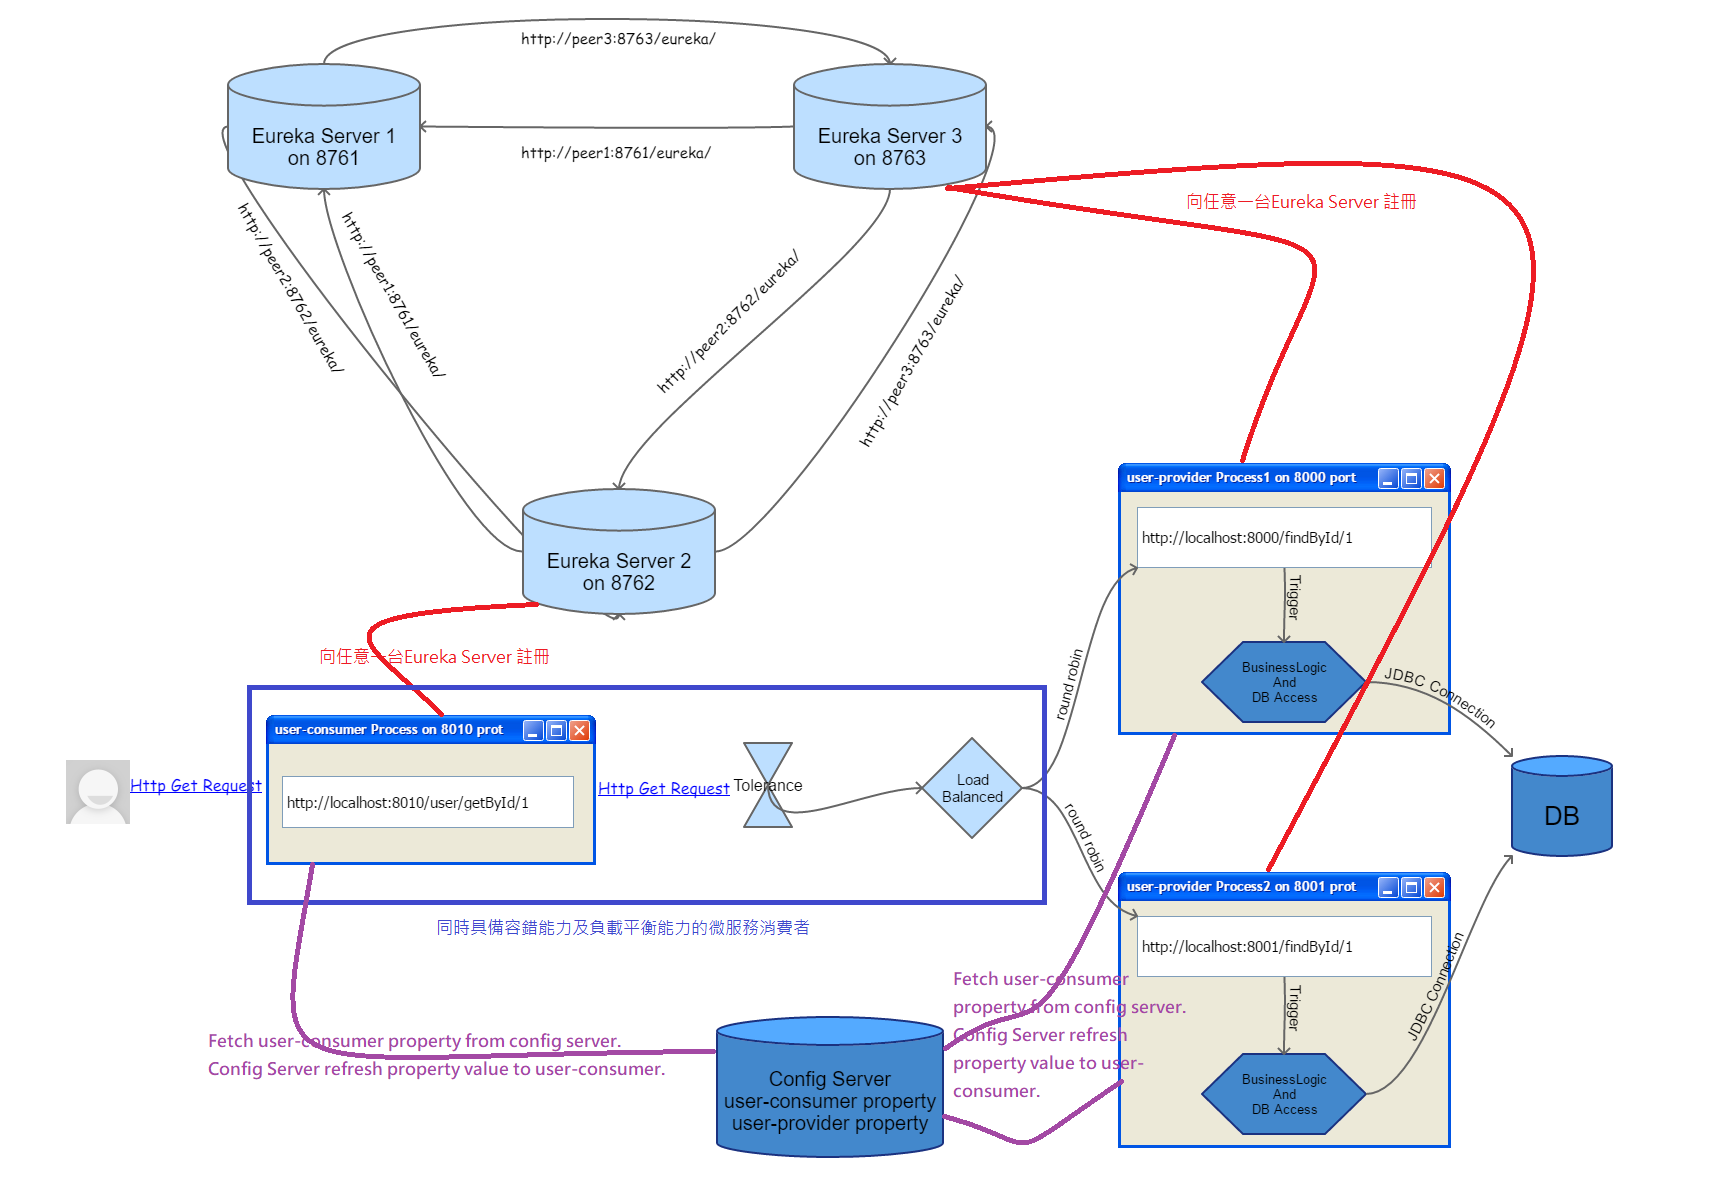 http://peer3:8763/eureka/
Eureka Server 1
on 8761
Eureka Server 3
on 8763
http://peer1:8761/eureka/
向任意一台Eureka Server 註冊
http://peer2:8762/eureka/
http://peer1:8761/eureka/
http://peer2:8762/eureka/
http://peer3:8763/eureka/
Eureka Server 2
on 8762
user-provider Process1 on 8000 port
http://localhost:8000/findById/1
Trigger
BusinessLogic
And
DB Access
JDBC Connection
向任意一台Eureka Server 註冊
round robin
user-consumer Process on 8010 prot
Http Get Request
http://localhost:8010/user/getById/1
Http Get Request
Tolerance
Load
Balanced
round robin
DB
同時具備容錯能力及負載平衡能力的微服務消費者
user-provider Process2 on 8001 prot
http://localhost:8001/findById/1
Trigger
BusinessLogic
And
DB Access
JDBC Connection
Fetch user-consumer
property from config server.
Config Server refresh
property value to user-
consumer.
Fetch user-consumer property from config server.
Config Server refresh property value to user-consumer.
Config Server
user-consumer property
user-provider property